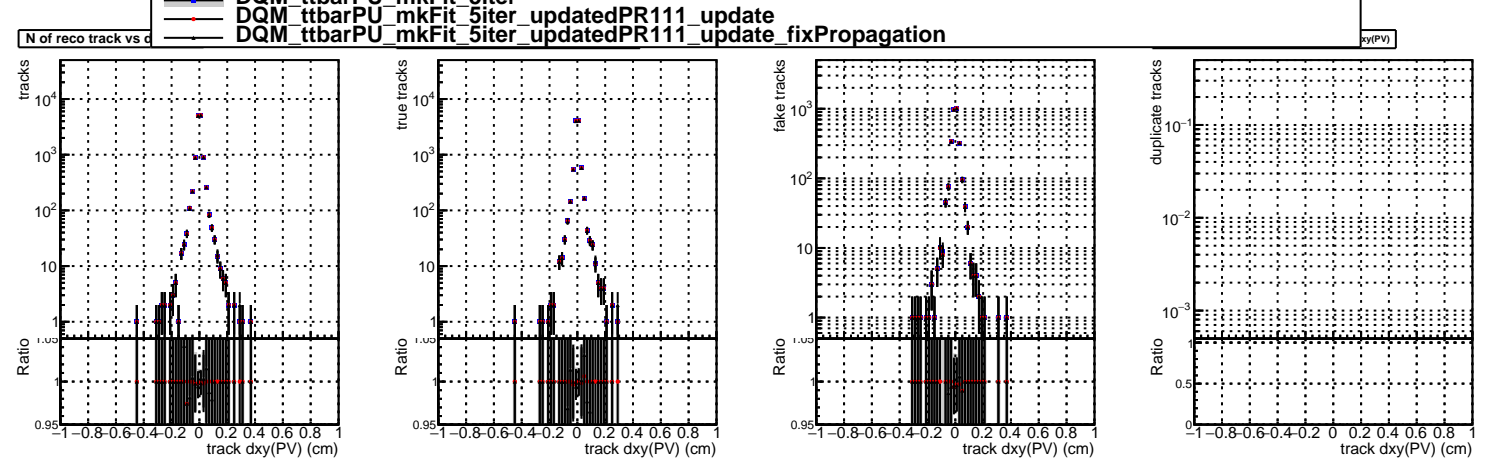 DQM_ttbarPU_mkFit_5iter
DQM_ttbarPU_mkFit_5iter_updatedPR111_update
DQM_ttbarPU_mkFit_5iter_updatedPR111_update_fixPropagation
N of reco track vs d
xy(PV)
tracks
10⁴
10³
10²
10
1
Ratio
1.05
1
0.95
−1 −0.8 −0.6 −0.4 −0.2 0 0.2 0.4 0.6 0.8 1
track dxy(PV) (cm)
true tracks
10⁴
10³
10²
10
1
Ratio
1.05
1
0.95
−1 −0.8 −0.6 −0.4 −0.2 0 0.2 0.4 0.6 0.8 1
track dxy(PV) (cm)
fake tracks
10³
10²
10
1
Ratio
1.05
1
0.95
−1 −0.8 −0.6 −0.4 −0.2 0 0.2 0.4 0.6 0.8 1
track dxy(PV) (cm)
duplicate tracks
10⁻¹
10⁻²
10⁻³
Ratio
1
0.5
0
−1 −0.8 −0.6 −0.4 −0.2 0 0.2 0.4 0.6 0.8 1
track dxy(PV) (cm)